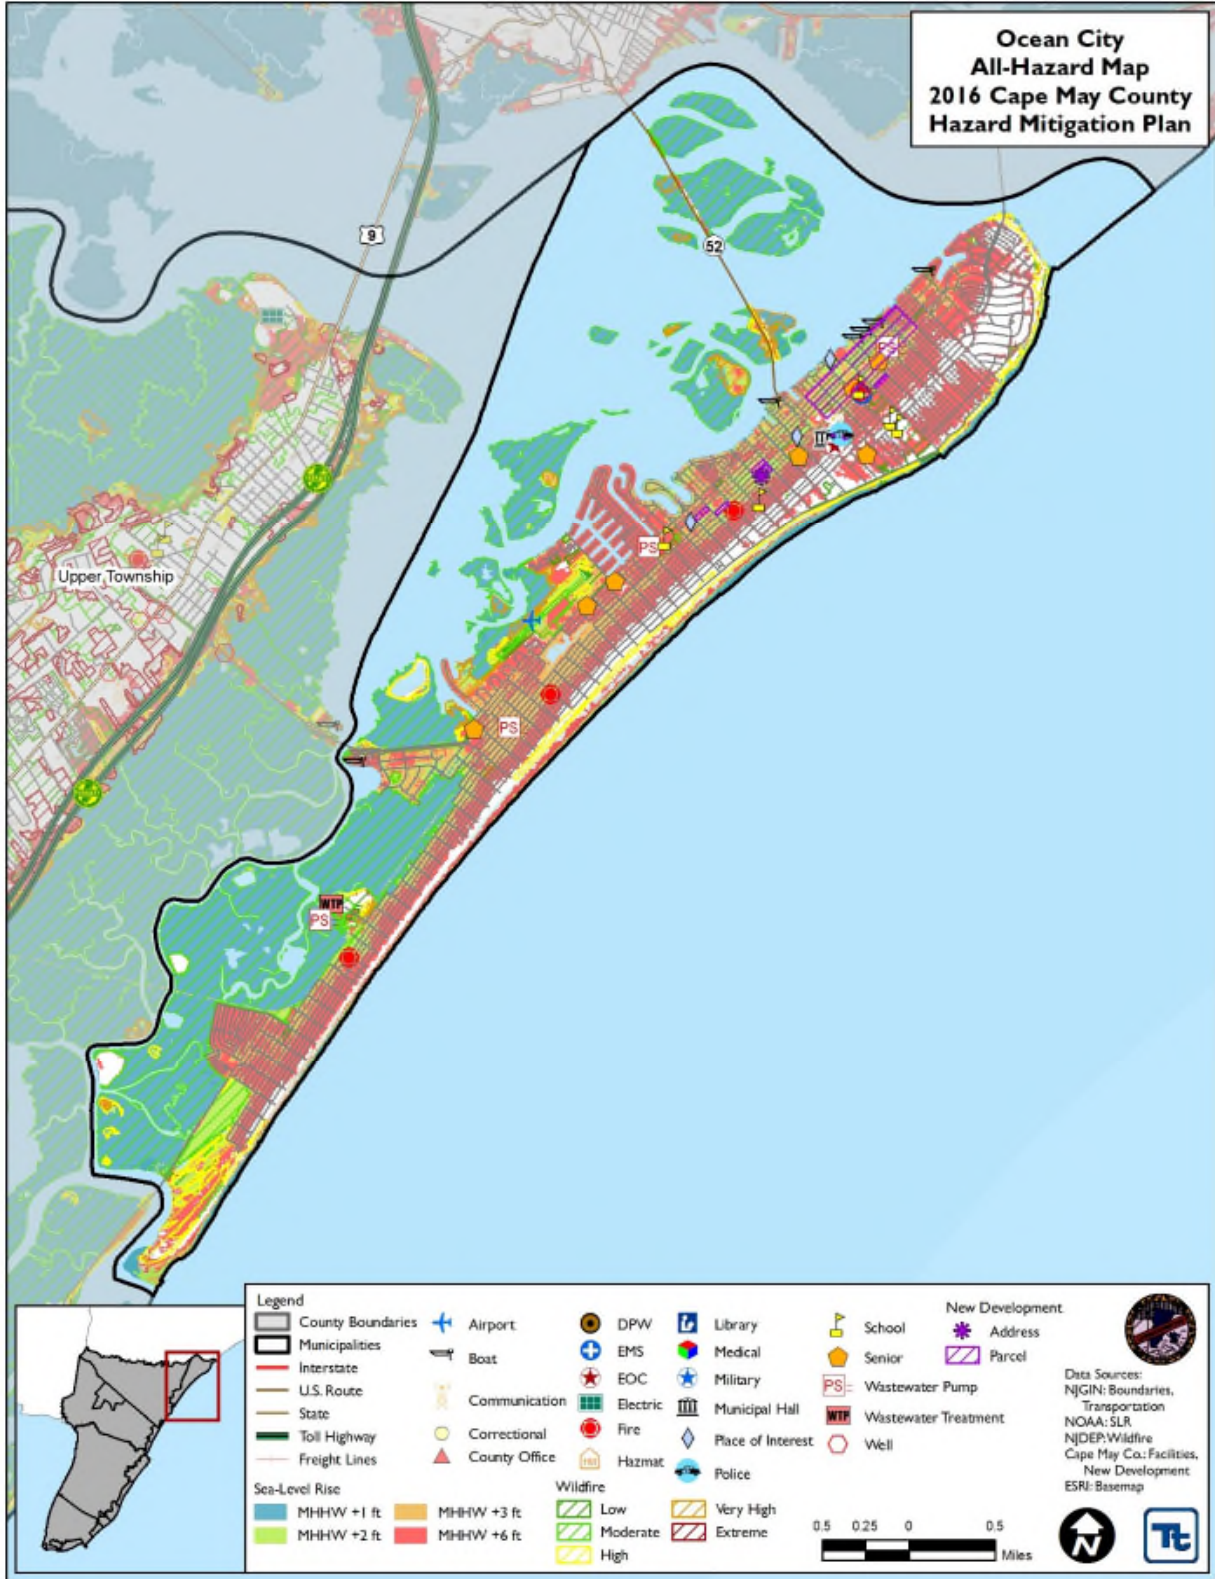 Ocean City
All-Hazard Map
2016 Cape May County
Hazard Mitigation Plan
9
52
PS
Upper Township
PS
PS
WTP
PS
Legend
County Boundaries
Municipalities
Interstate
U.S. Route
State
Toll Highway
Freight Lines
Airport
Boat
Communication
Correctional
County Office
DPW
EMS
EOC
Electric
Fire
Hazmat
Library
Medical
Military
Municipal Hall
Place of Interest
Police
School
Senior
PS Wastewater Pump
WTP Wastewater Treatment
Well
New Development
Address
Parcel
Sea-Level Rise
MHHW +1 ft
MHHW +2 ft
MHHW +3 ft
MHHW +6 ft
Wildfire
Low
Moderate
High
Very High
Extreme
Data Sources:
NJGIN: Boundaries,
Transportation
NOAA: SLR
NJDEP: Wildfire
Cape May Co.: Facilities,
New Development
ESRI: Basemap
0.5 0.25 0 0.5
Miles
N
Tt